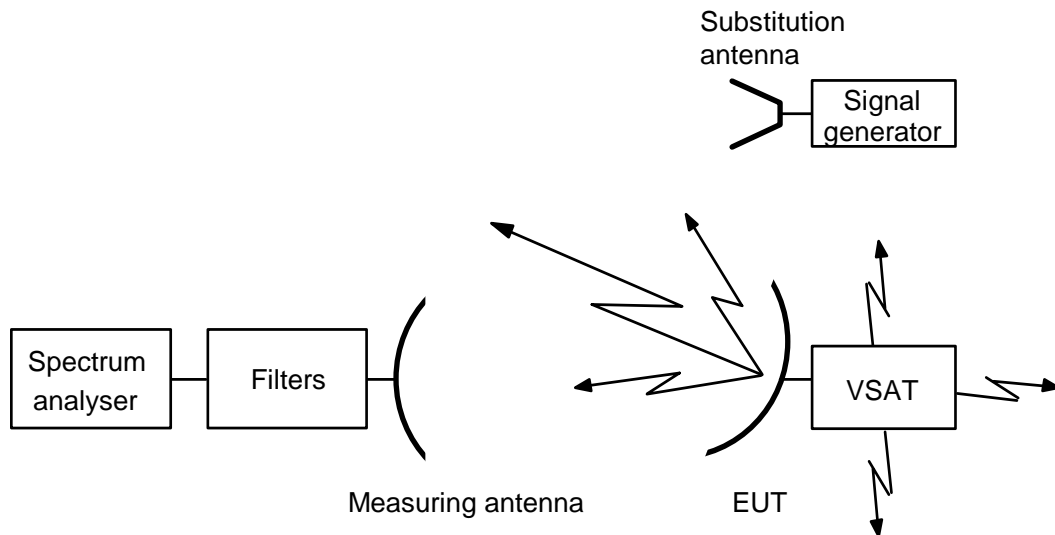 Substitution
antenna
Signal
generator
Spectrum
analyser
Filters
VSAT
Measuring antenna
EUT